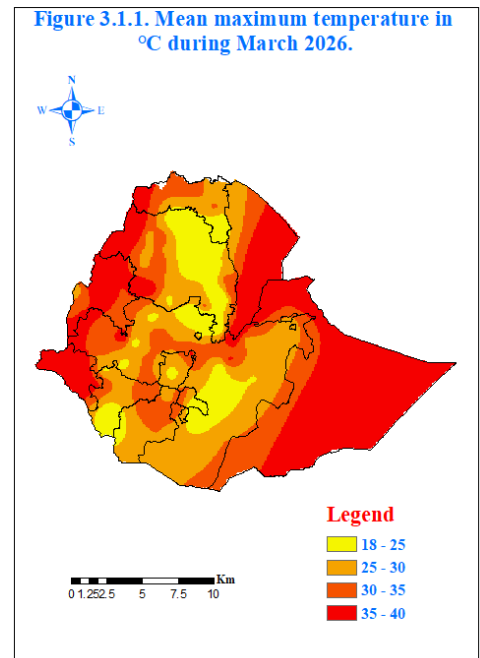 Figure 3.1.1. Mean maximum temperature in
°C during March 2026.
N
W E
S
Legend
18 - 25
25 - 30
30 - 35
35 - 40
Km
0 1.252.5 5 7.5 10